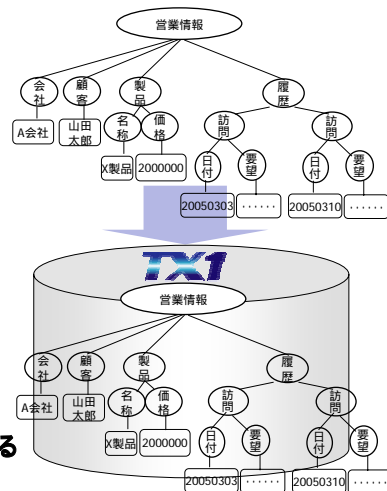 営業情報
会社 顧客 製品 履歴
A会社 山田太郎 名称 価格 訪問 訪問
X製品 2000000 日付 要望 日付 要望
20050303 ‥‥‥ 20050310 ‥‥‥
TX1
営業情報
会社 顧客 製品 履歴
A会社 山田太郎 名称 価格 訪問 訪問
X製品 2000000 日付 要望 日付 要望
る
20050303 ‥‥‥ 20050310 ‥‥‥